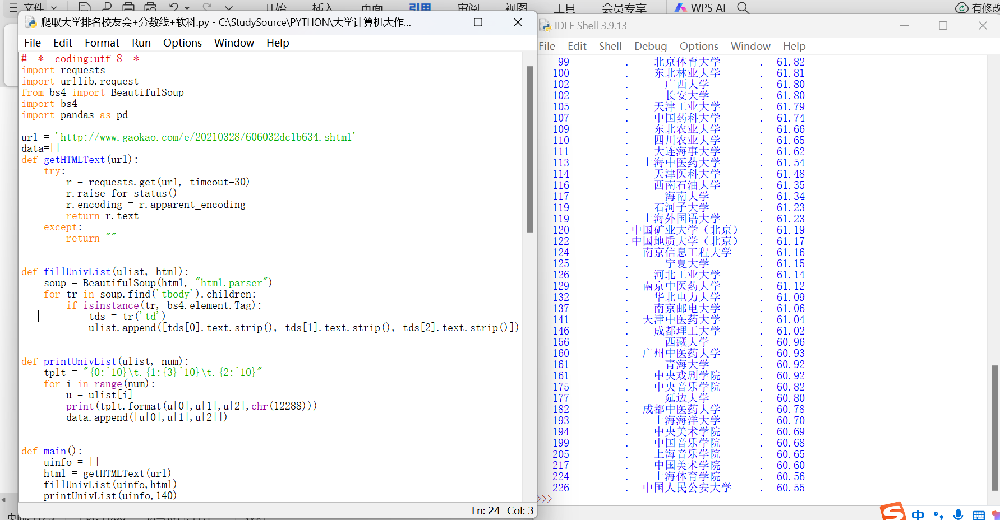 文件 开始 插入 页面 引用 审阅 视图 工具 会员专享 WPS AI 有修改
爬取大学排名校友会+分数线+软科.py - C:\StudySource\PYTHON\大学计算机大作...
File Edit Format Run Options Window Help
# -*- coding:utf-8 -*-
import requests
import urllib.request
from bs4 import BeautifulSoup
import bs4
import pandas as pd
url = 'http://www.gaokao.com/e/20210328/606032dc1b634.shtml'
data=[]
def getHTMLText(url):
    try:
        r = requests.get(url, timeout=30)
        r.raise_for_status()
        r.encoding = r.apparent_encoding
        return r.text
    except:
        return ""
def fillUnivList(ulist, html):
    soup = BeautifulSoup(html, "html.parser")
    for tr in soup.find('tbody').children:
        if isinstance(tr, bs4.element.Tag):
            tds = tr('td')
            ulist.append([tds[0].text.strip(), tds[1].text.strip(), tds[2].text.strip()])
def printUnivList(ulist, num):
    tplt = "{0:^10}\t.{1:{3}^10}\t.{2:^10}"
    for i in range(num):
        u = ulist[i]
        print(tplt.format(u[0],u[1],u[2],chr(12288)))
        data.append([u[0],u[1],u[2]])
def main():
    uinfo = []
    html = getHTMLText(url)
    fillUnivList(uinfo,html)
    printUnivList(uinfo,140)
Ln: 24 Col: 3
IDLE Shell 3.9.13
File Edit Shell Debug Options Window Help
99 . 北京体育大学 . 61.82
100 . 东北林业大学 . 61.81
102 . 广西大学 . 61.80
102 . 长安大学 . 61.80
105 . 天津工业大学 . 61.79
107 . 中国药科大学 . 61.74
109 . 东北农业大学 . 61.66
110 . 四川农业大学 . 61.65
111 . 大连海事大学 . 61.62
113 . 上海中医药大学 . 61.54
114 . 天津医科大学 . 61.48
116 . 西南石油大学 . 61.35
117 . 海南大学 . 61.34
119 . 石河子大学 . 61.23
119 . 上海外国语大学 . 61.23
120 .中国矿业大学（北京） . 61.19
122 .中国地质大学（北京） . 61.17
124 . 南京信息工程大学 . 61.16
125 . 宁夏大学 . 61.15
126 . 河北工业大学 . 61.14
129 . 南京中医药大学 . 61.12
132 . 华北电力大学 . 61.09
137 . 南京邮电大学 . 61.06
141 . 天津中医药大学 . 61.04
146 . 成都理工大学 . 61.02
156 . 西藏大学 . 60.96
160 . 广州中医药大学 . 60.93
161 . 青海大学 . 60.92
161 . 中央戏剧学院 . 60.92
175 . 中央音乐学院 . 60.82
177 . 延边大学 . 60.80
182 . 成都中医药大学 . 60.78
193 . 上海海洋大学 . 60.70
194 . 中央美术学院 . 60.69
199 . 中国音乐学院 . 60.68
205 . 上海音乐学院 . 60.65
217 . 中国美术学院 . 60.60
224 . 上海体育学院 . 60.56
226 . 中国人民公安大学 . 60.55
>>>
中